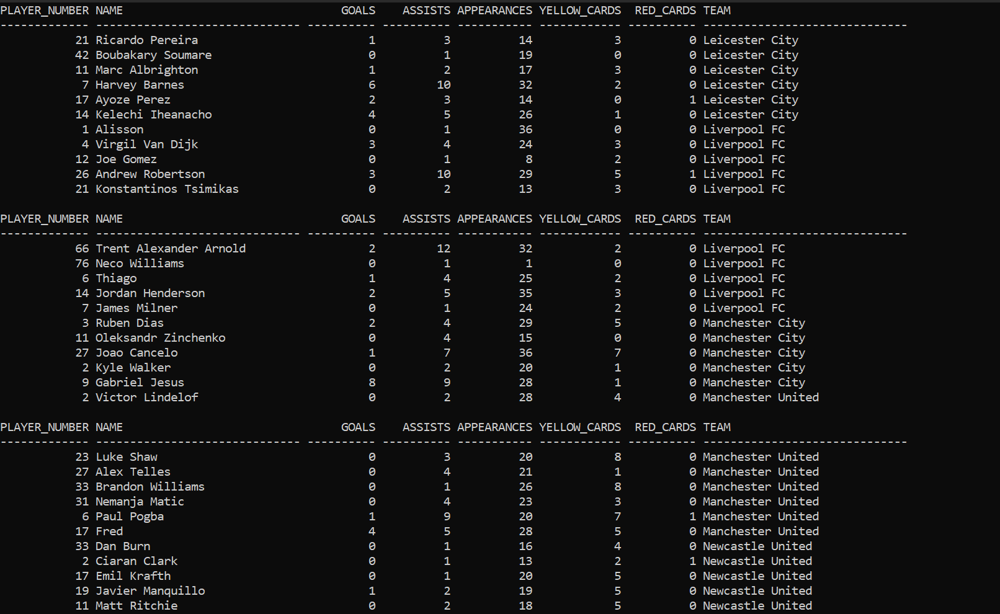 PLAYER_NUMBER NAME GOALS ASSISTS APPEARANCES YELLOW_CARDS RED_CARDS TEAM
------------- ------------------------------ ---------- ---------- ----------- ------------ ---------- ------------------------------
21 Ricardo Pereira 1 3 14 3 0 Leicester City
42 Boubakary Soumare 0 1 19 0 0 Leicester City
11 Marc Albrighton 1 2 17 3 0 Leicester City
7 Harvey Barnes 6 10 32 2 0 Leicester City
17 Ayoze Perez 2 3 14 0 1 Leicester City
14 Kelechi Iheanacho 4 5 26 1 0 Leicester City
1 Alisson 0 1 36 0 0 Liverpool FC
4 Virgil Van Dijk 3 4 24 3 0 Liverpool FC
12 Joe Gomez 0 1 8 2 0 Liverpool FC
26 Andrew Robertson 3 10 29 5 1 Liverpool FC
21 Konstantinos Tsimikas 0 2 13 3 0 Liverpool FC
PLAYER_NUMBER NAME GOALS ASSISTS APPEARANCES YELLOW_CARDS RED_CARDS TEAM
------------- ------------------------------ ---------- ---------- ----------- ------------ ---------- ------------------------------
66 Trent Alexander Arnold 2 12 32 2 0 Liverpool FC
76 Neco Williams 0 1 1 0 0 Liverpool FC
6 Thiago 1 4 25 2 0 Liverpool FC
14 Jordan Henderson 2 5 35 3 0 Liverpool FC
7 James Milner 0 1 24 2 0 Liverpool FC
3 Ruben Dias 2 4 29 5 0 Manchester City
11 Oleksandr Zinchenko 0 4 15 0 0 Manchester City
27 Joao Cancelo 1 7 36 7 0 Manchester City
2 Kyle Walker 0 2 20 1 0 Manchester City
9 Gabriel Jesus 8 9 28 1 0 Manchester City
2 Victor Lindelof 0 2 28 4 0 Manchester United
PLAYER_NUMBER NAME GOALS ASSISTS APPEARANCES YELLOW_CARDS RED_CARDS TEAM
------------- ------------------------------ ---------- ---------- ----------- ------------ ---------- ------------------------------
23 Luke Shaw 0 3 20 8 0 Manchester United
27 Alex Telles 0 4 21 1 0 Manchester United
33 Brandon Williams 0 1 26 8 0 Manchester United
31 Nemanja Matic 0 4 23 3 0 Manchester United
6 Paul Pogba 1 9 20 7 1 Manchester United
17 Fred 4 5 28 5 0 Manchester United
33 Dan Burn 0 1 16 4 0 Newcastle United
2 Ciaran Clark 0 1 13 2 1 Newcastle United
17 Emil Krafth 0 1 20 5 0 Newcastle United
19 Javier Manquillo 1 2 19 5 0 Newcastle United
11 Matt Ritchie 0 2 18 5 0 Newcastle United